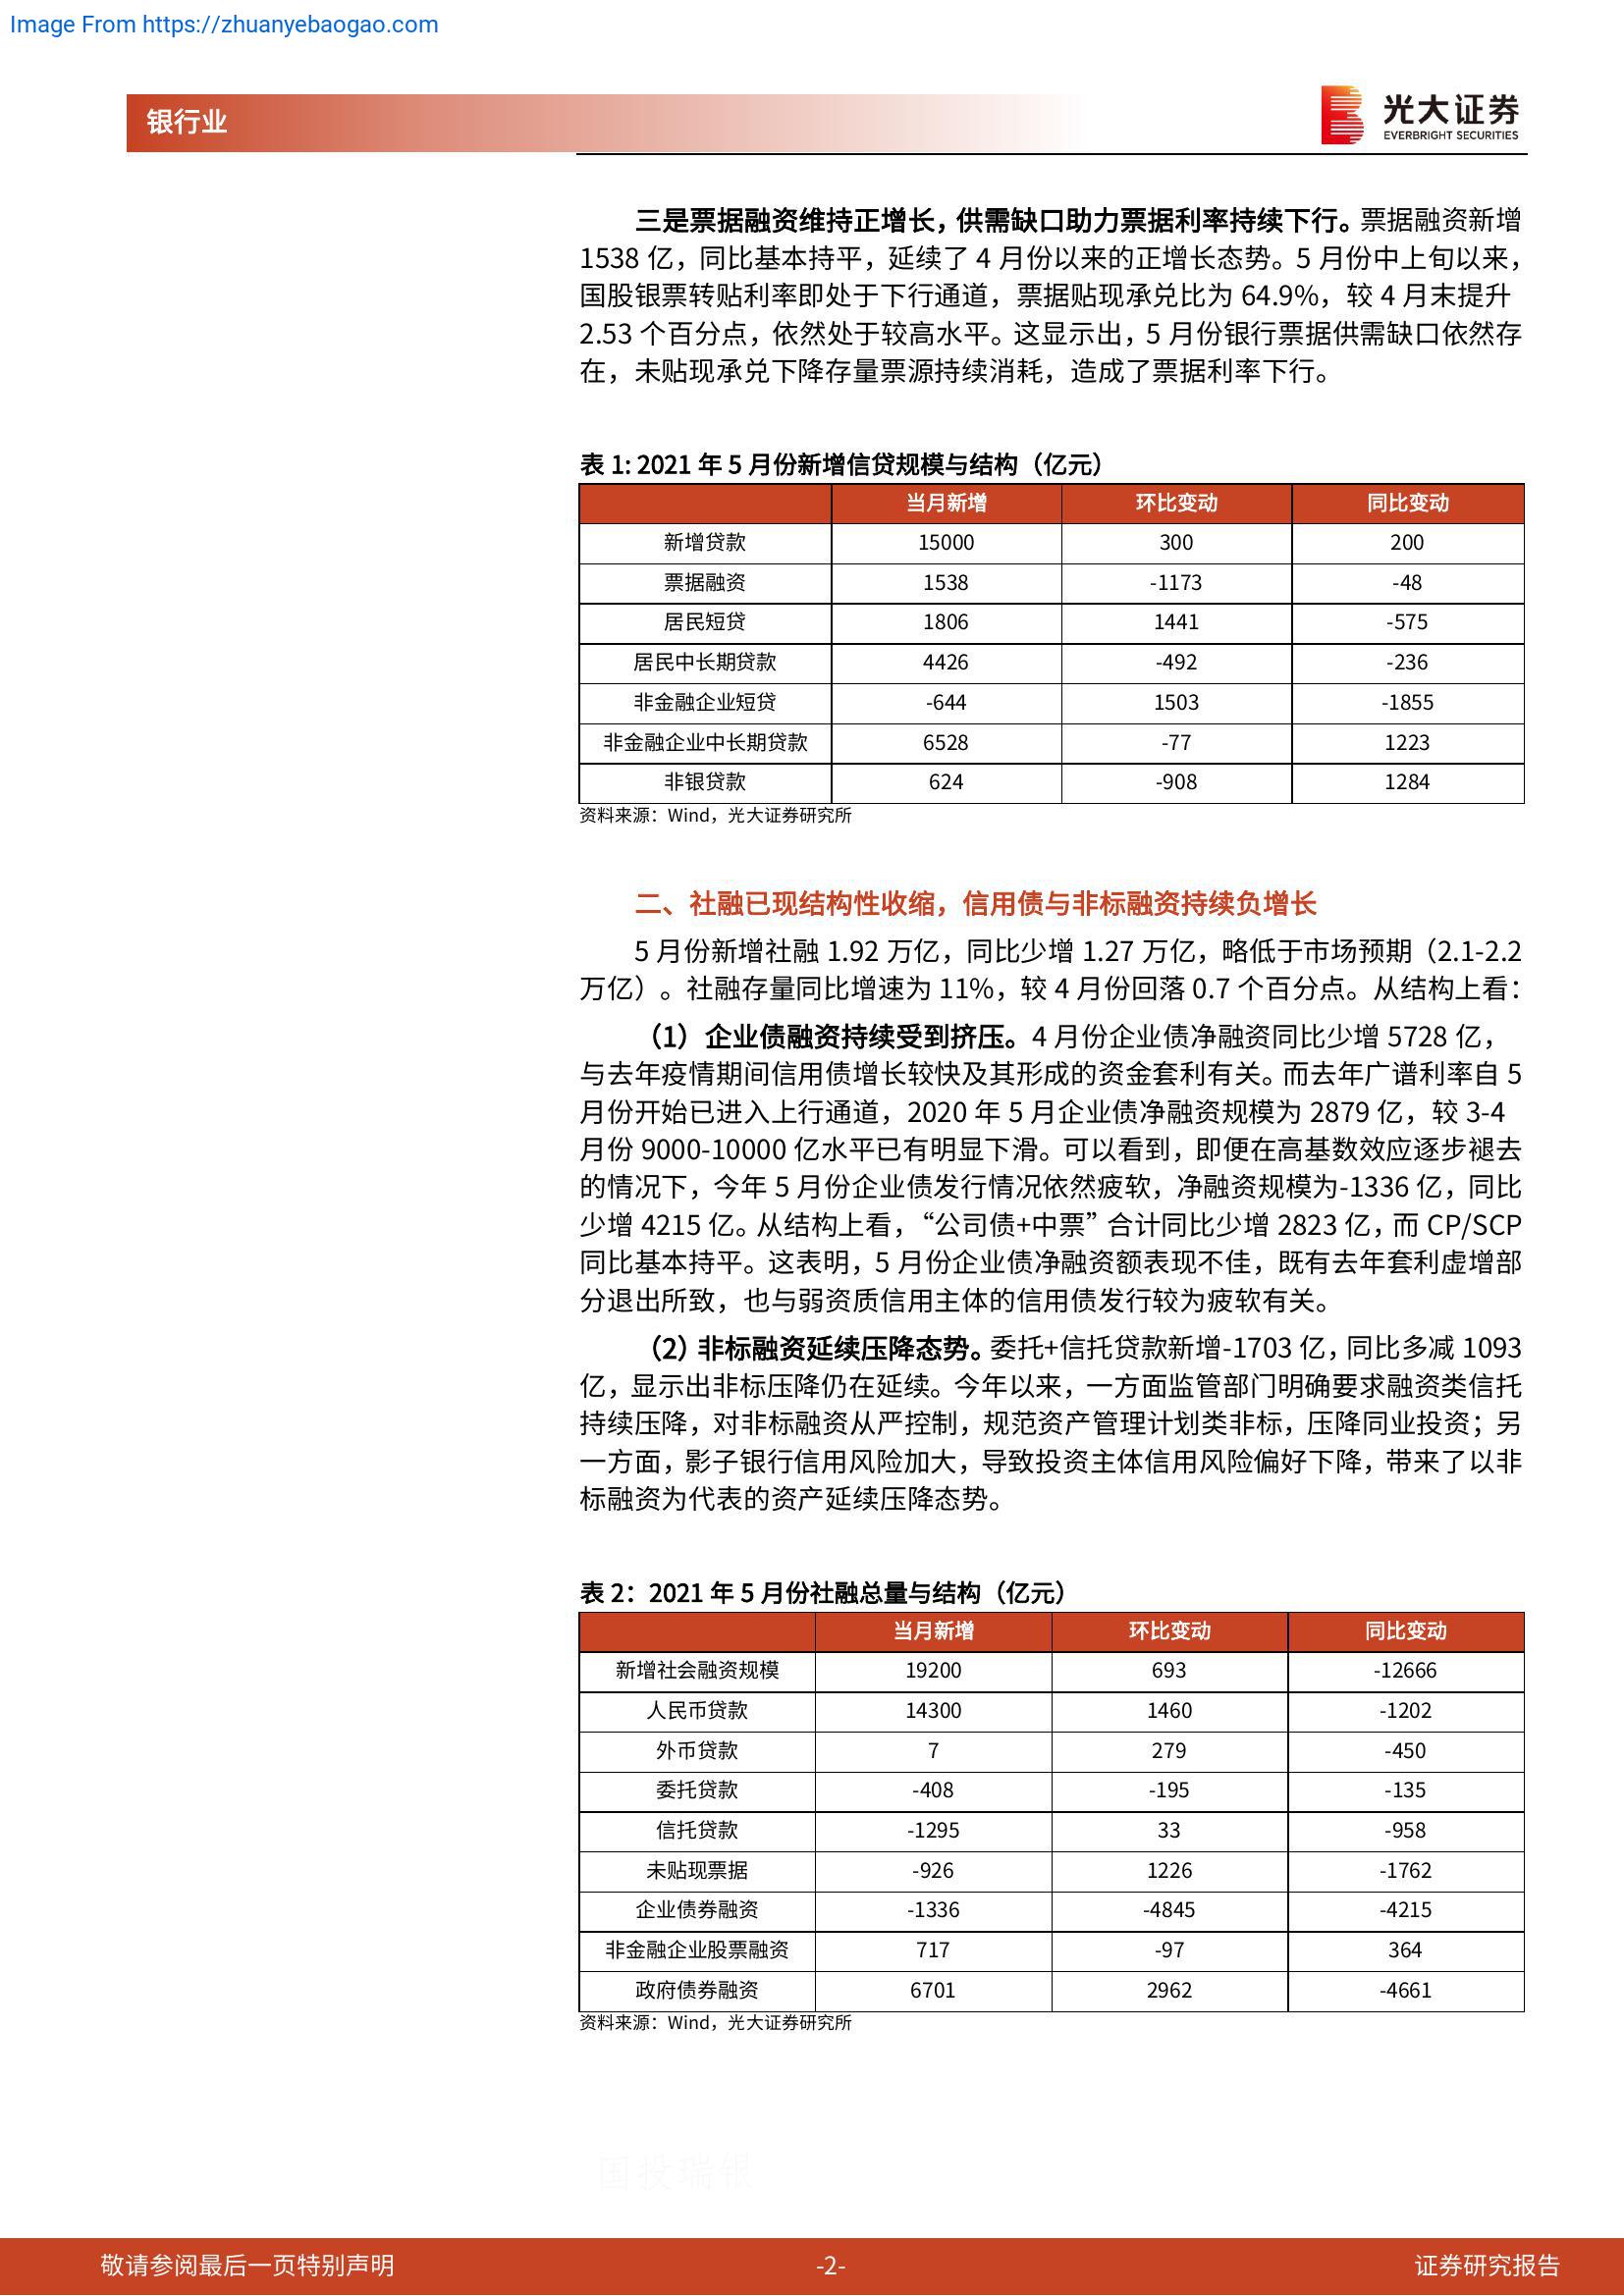 Image From https://zhuanyebaogao.com
银行业
光大证券
EVERBRIGHT SECURITIES
三是票据融资维持正增长，供需缺口助力票据利率持续下行。票据融资新增
1538 亿，同比基本持平，延续了 4 月份以来的正增长态势。5 月份中上旬以来，
国股银票转贴利率即处于下行通道，票据贴现承兑比为 64.9%，较 4 月末提升
2.53 个百分点，依然处于较高水平。这显示出，5 月份银行票据供需缺口依然存
在，未贴现承兑下降存量票源持续消耗，造成了票据利率下行。
表 1: 2021 年 5 月份新增信贷规模与结构（亿元）
当月新增 环比变动 同比变动
新增贷款 15000 300 200
票据融资 1538 -1173 -48
居民短贷 1806 1441 -575
居民中长期贷款 4426 -492 -236
非金融企业短贷 -644 1503 -1855
非金融企业中长期贷款 6528 -77 1223
非银贷款 624 -908 1284
资料来源：Wind，光大证券研究所
二、社融已现结构性收缩，信用债与非标融资持续负增长
5 月份新增社融 1.92 万亿，同比少增 1.27 万亿，略低于市场预期（2.1-2.2
万亿）。社融存量同比增速为 11%，较 4 月份回落 0.7 个百分点。从结构上看：
（1）企业债融资持续受到挤压。4 月份企业债净融资同比少增 5728 亿，
与去年疫情期间信用债增长较快及其形成的资金套利有关。而去年广谱利率自 5
月份开始已进入上行通道，2020 年 5 月企业债净融资规模为 2879 亿，较 3-4
月份 9000-10000 亿水平已有明显下滑。可以看到，即便在高基数效应逐步褪去
的情况下，今年 5 月份企业债发行情况依然疲软，净融资规模为-1336 亿，同比
少增 4215 亿。从结构上看，“公司债+中票”合计同比少增 2823 亿，而 CP/SCP
同比基本持平。这表明，5 月份企业债净融资额表现不佳，既有去年套利虚增部
分退出所致，也与弱资质信用主体的信用债发行较为疲软有关。
（2）非标融资延续压降态势。委托+信托贷款新增-1703 亿，同比多减 1093
亿，显示出非标压降仍在延续。今年以来，一方面监管部门明确要求融资类信托
持续压降，对非标融资从严控制，规范资产管理计划类非标，压降同业投资；另
一方面，影子银行信用风险加大，导致投资主体信用风险偏好下降，带来了以非
标融资为代表的资产延续压降态势。
表 2：2021 年 5 月份社融总量与结构（亿元）
当月新增 环比变动 同比变动
新增社会融资规模 19200 693 -12666
人民币贷款 14300 1460 -1202
外币贷款 7 279 -450
委托贷款 -408 -195 -135
信托贷款 -1295 33 -958
未贴现票据 -926 1226 -1762
企业债券融资 -1336 -4845 -4215
非金融企业股票融资 717 -97 364
政府债券融资 6701 2962 -4661
资料来源：Wind，光大证券研究所
国投瑞银
敬请参阅最后一页特别声明 -2- 证券研究报告